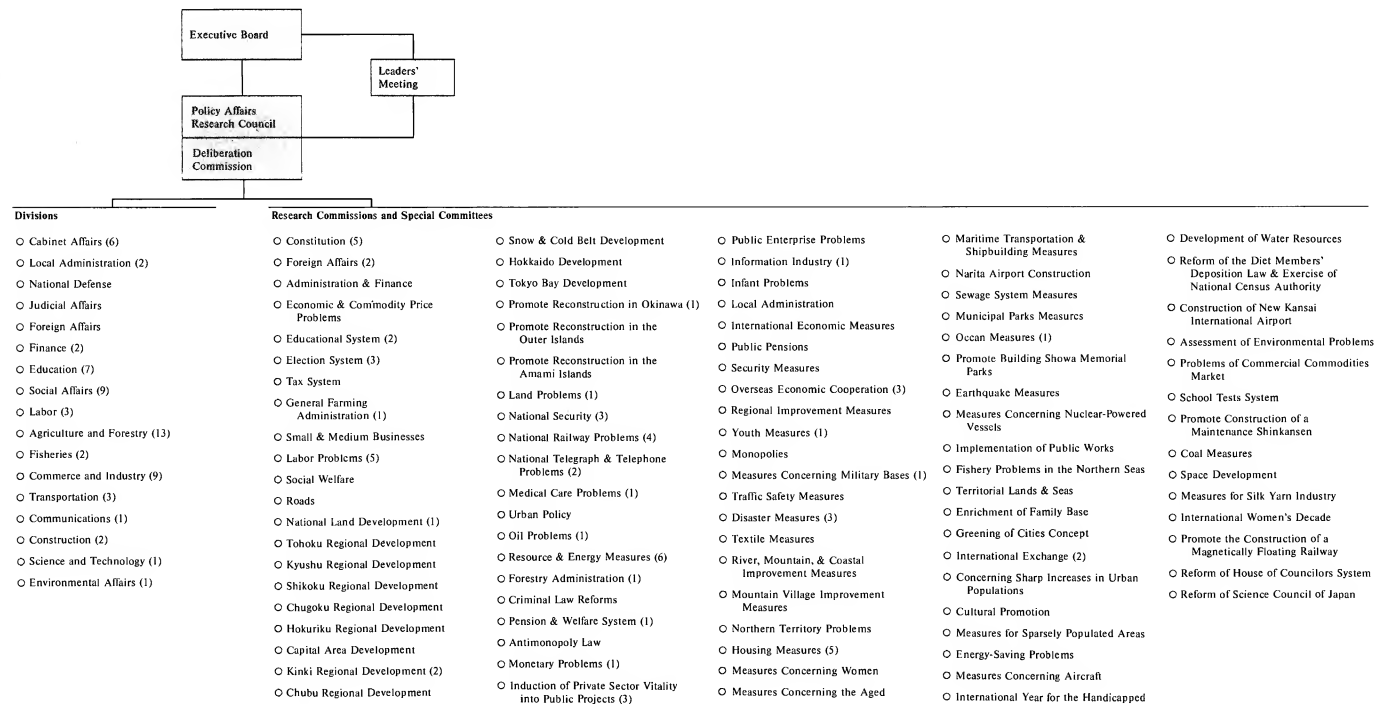 Executive Board
Leaders'
Meeting
Policy Affairs
Research Council
Deliberation
Commission
Divisions
O Cabinet Affairs (6)
O Local Administration (2)
O National Defense
O Judicial Affairs
O Foreign Affairs
O Finance (2)
O Education (7)
O Social Affairs (9)
O Labor (3)
O Agriculture and Forestry (13)
O Fisheries (2)
O Commerce and Industry (9)
O Transportation (3)
O Communications (1)
O Construction (2)
O Science and Technology (1)
O Environmental Affairs (1)
Research Commissions and Special Committees
O Constitution (5)
O Foreign Affairs (2)
O Administration & Finance
O Economic & Commodity Price
Problems
O Educational System (2)
O Election System (3)
O Tax System
O General Farming
Administration (1)
O Small & Medium Businesses
O Labor Problems (5)
O Social Welfare
O Roads
O National Land Development (1)
O Tohoku Regional Development
O Kyushu Regional Development
O Shikoku Regional Development
O Chugoku Regional Development
O Hokuriku Regional Development
O Capital Area Development
O Kinki Regional Development (2)
O Chubu Regional Development
O Snow & Cold Belt Development
O Hokkaido Development
O Tokyo Bay Development
O Promote Reconstruction in Okinawa (1)
O Promote Reconstruction in the
Outer Islands
O Promote Reconstruction in the
Amami Islands
O Land Problems (1)
O National Security (3)
O National Railway Problems (4)
O National Telegraph & Telephone
Problems (2)
O Medical Care Problems (1)
O Urban Policy
O Oil Problems (1)
O Resource & Energy Measures (6)
O Forestry Administration (1)
O Criminal Law Reforms
O Pension & Welfare System (1)
O Antimonopoly Law
O Monetary Problems (1)
O Induction of Private Sector Vitality
into Public Projects (3)
O Public Enterprise Problems
O Information Industry (1)
O Infant Problems
O Local Administration
O International Economic Measures
O Public Pensions
O Security Measures
O Overseas Economic Cooperation (3)
O Regional Improvement Measures
O Youth Measures (1)
O Monopolies
O Measures Concerning Military Bases (1)
O Traffic Safety Measures
O Disaster Measures (3)
O Textile Measures
O River, Mountain, & Coastal
Improvement Measures
O Mountain Village Improvement
Measures
O Northern Territory Problems
O Housing Measures (5)
O Measures Concerning Women
O Measures Concerning the Aged
O Maritime Transportation &
Shipbuilding Measures
O Narita Airport Construction
O Sewage System Measures
O Municipal Parks Measures
O Occan Measures (1)
O Promote Building Showa Memorial
Parks
O Earthquake Measures
O Measures Concerning Nuclear-Powered
Vessels
O Implementation of Public Works
O Fishery Problems in the Northern Seas
O Territorial Lands & Seas
O Enrichment of Family Base
O Greening of Cities Concept
O International Exchange (2)
O Concerning Sharp Increases in Urban
Populations
O Cultural Promotion
O Measures for Sparsely Populated Areas
O Energy-Saving Problems
O Measures Concerning Aircraft
O International Year for the Handicapped
O Development of Water Resources
O Reform of the Diet Members'
Deposition Law & Exercise of
National Census Authority
O Construction of New Kansai
International Airport
O Assessment of Environmental Problems
O Problems of Commercial Commodities
Market
O School Tests System
O Promote Construction of a
Maintenance Shinkansen
O Coal Measures
O Space Development
O Measures for Silk Yarn Industry
O International Women's Decade
O Promote the Construction of a
Magnetically Floating Railway
O Reform of House of Councilors System
O Reform of Science Council of Japan